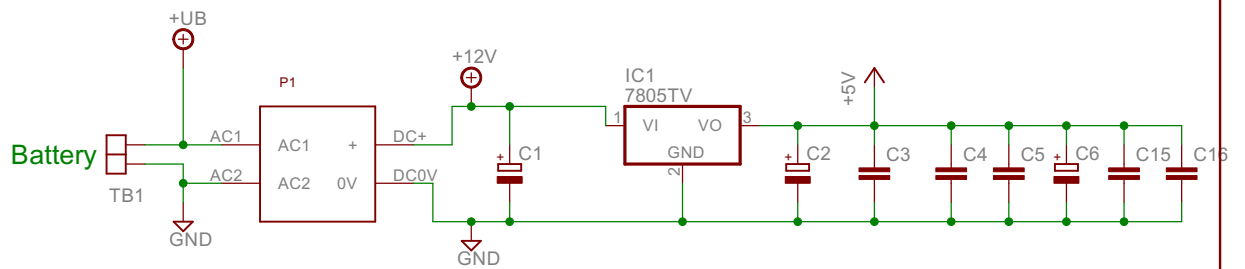 +UB
+12V
P1
IC1
7805TV
+5V
AC1
AC1
+
DC+
1
VI
VO
3
Battery
C1
GND
2
C2
C3
C4
C5
C6
C15
C16
TB1
AC2
AC2
0V
DC0V
GND
GND
+
+
+